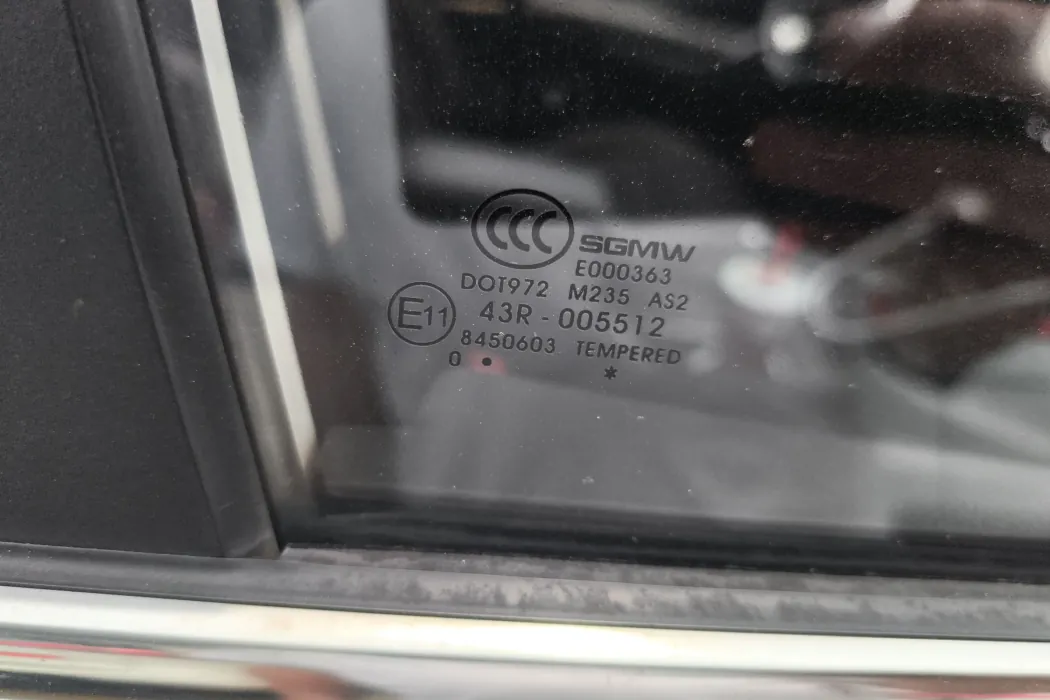 CCC SGMW
E000363
DOT972 M235 AS2
E11 43R - 005512
8450603 TEMPERED
0 • *